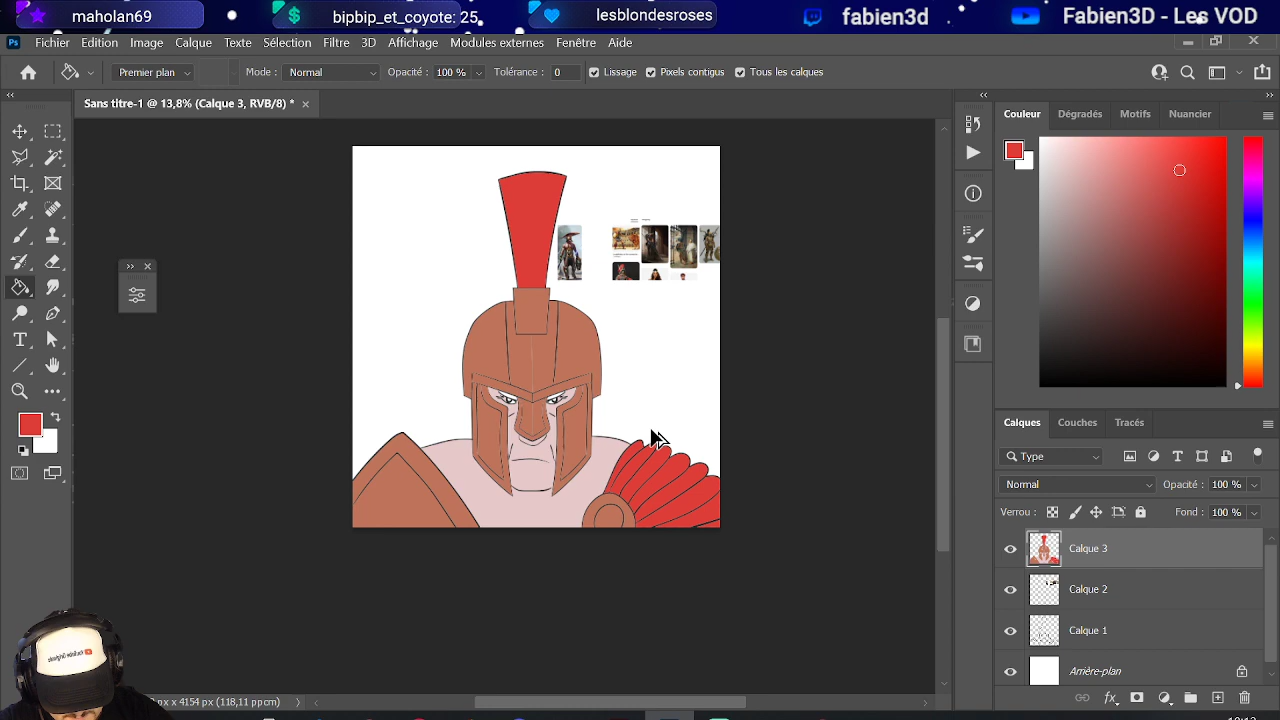 maholan69
bipbip_et_coyote: 25
lesblondesroses
fabien3d
Fabien3D - Les VOD
Fichier Edition Image Calque Texte Sélection Filtre 3D Affichage Modules externes Fenêtre Aide
Premier plan Mode : Normal Opacité : 100 % Tolérance : 0 Lissage Pixels contigus Tous les calques
Sans titre-1 @ 13,8% (Calque 3, RVB/8) *
Couleur Dégradés Motifs Nuancier
Calques Couches Tracés
Type
Normal Opacité : 100 %
Verrou : Fond : 100 %
Calque 3
Calque 2
Calque 1
Arrière-plan
px x 4154 px (118,11 ppcm)